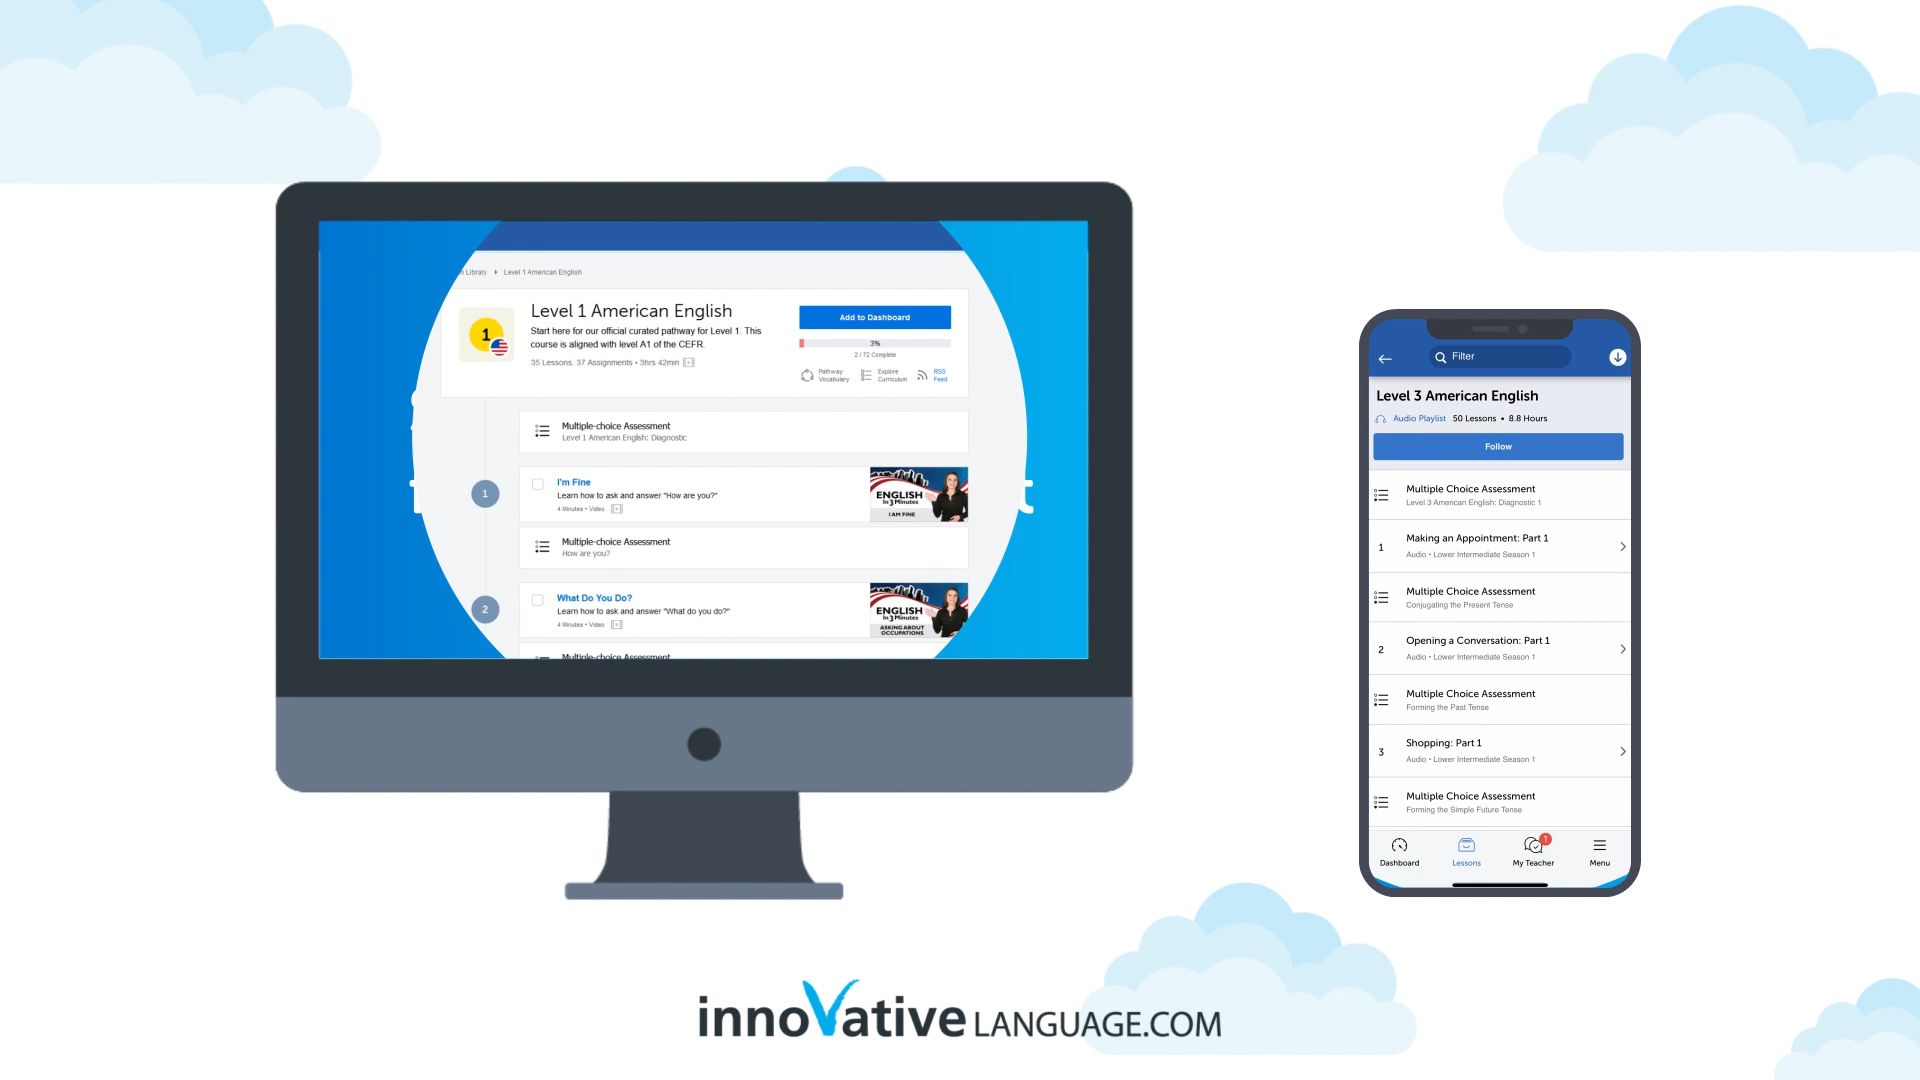 Library ▸ Level 1 American English
1
Level 1 American English
Start here for our official curated pathway for Level 1. This
course is aligned with level A1 of the CEFR.
35 Lessons, 37 Assignments • 3hrs 42min
Add to Dashboard
3%
2 / 72 Complete
Pathway
Vocabulary
Explore
Curriculum
RSS
Feed
Multiple-choice Assessment
Level 1 American English: Diagnostic
1
I'm Fine
Learn how to ask and answer "How are you?"
4 Minutes • Video
ENGLISH
In 3 Minutes
I AM FINE
Multiple-choice Assessment
How are you?
2
What Do You Do?
Learn how to ask and answer "What do you do?"
4 Minutes • Video
ENGLISH
In 3 Minutes
ASKING ABOUT
OCCUPATIONS
Multiple-choice Assessment
Filter
Level 3 American English
Audio Playlist 50 Lessons • 8.8 Hours
Follow
Multiple Choice Assessment
Level 3 American English: Diagnostic 1
1
Making an Appointment: Part 1
Audio • Lower Intermediate Season 1
Multiple Choice Assessment
Conjugating the Present Tense
2
Opening a Conversation: Part 1
Audio • Lower Intermediate Season 1
Multiple Choice Assessment
Forming the Past Tense
3
Shopping: Part 1
Audio • Lower Intermediate Season 1
Multiple Choice Assessment
Forming the Simple Future Tense
Dashboard
Lessons
1
My Teacher
Menu
innoVative LANGUAGE.COM